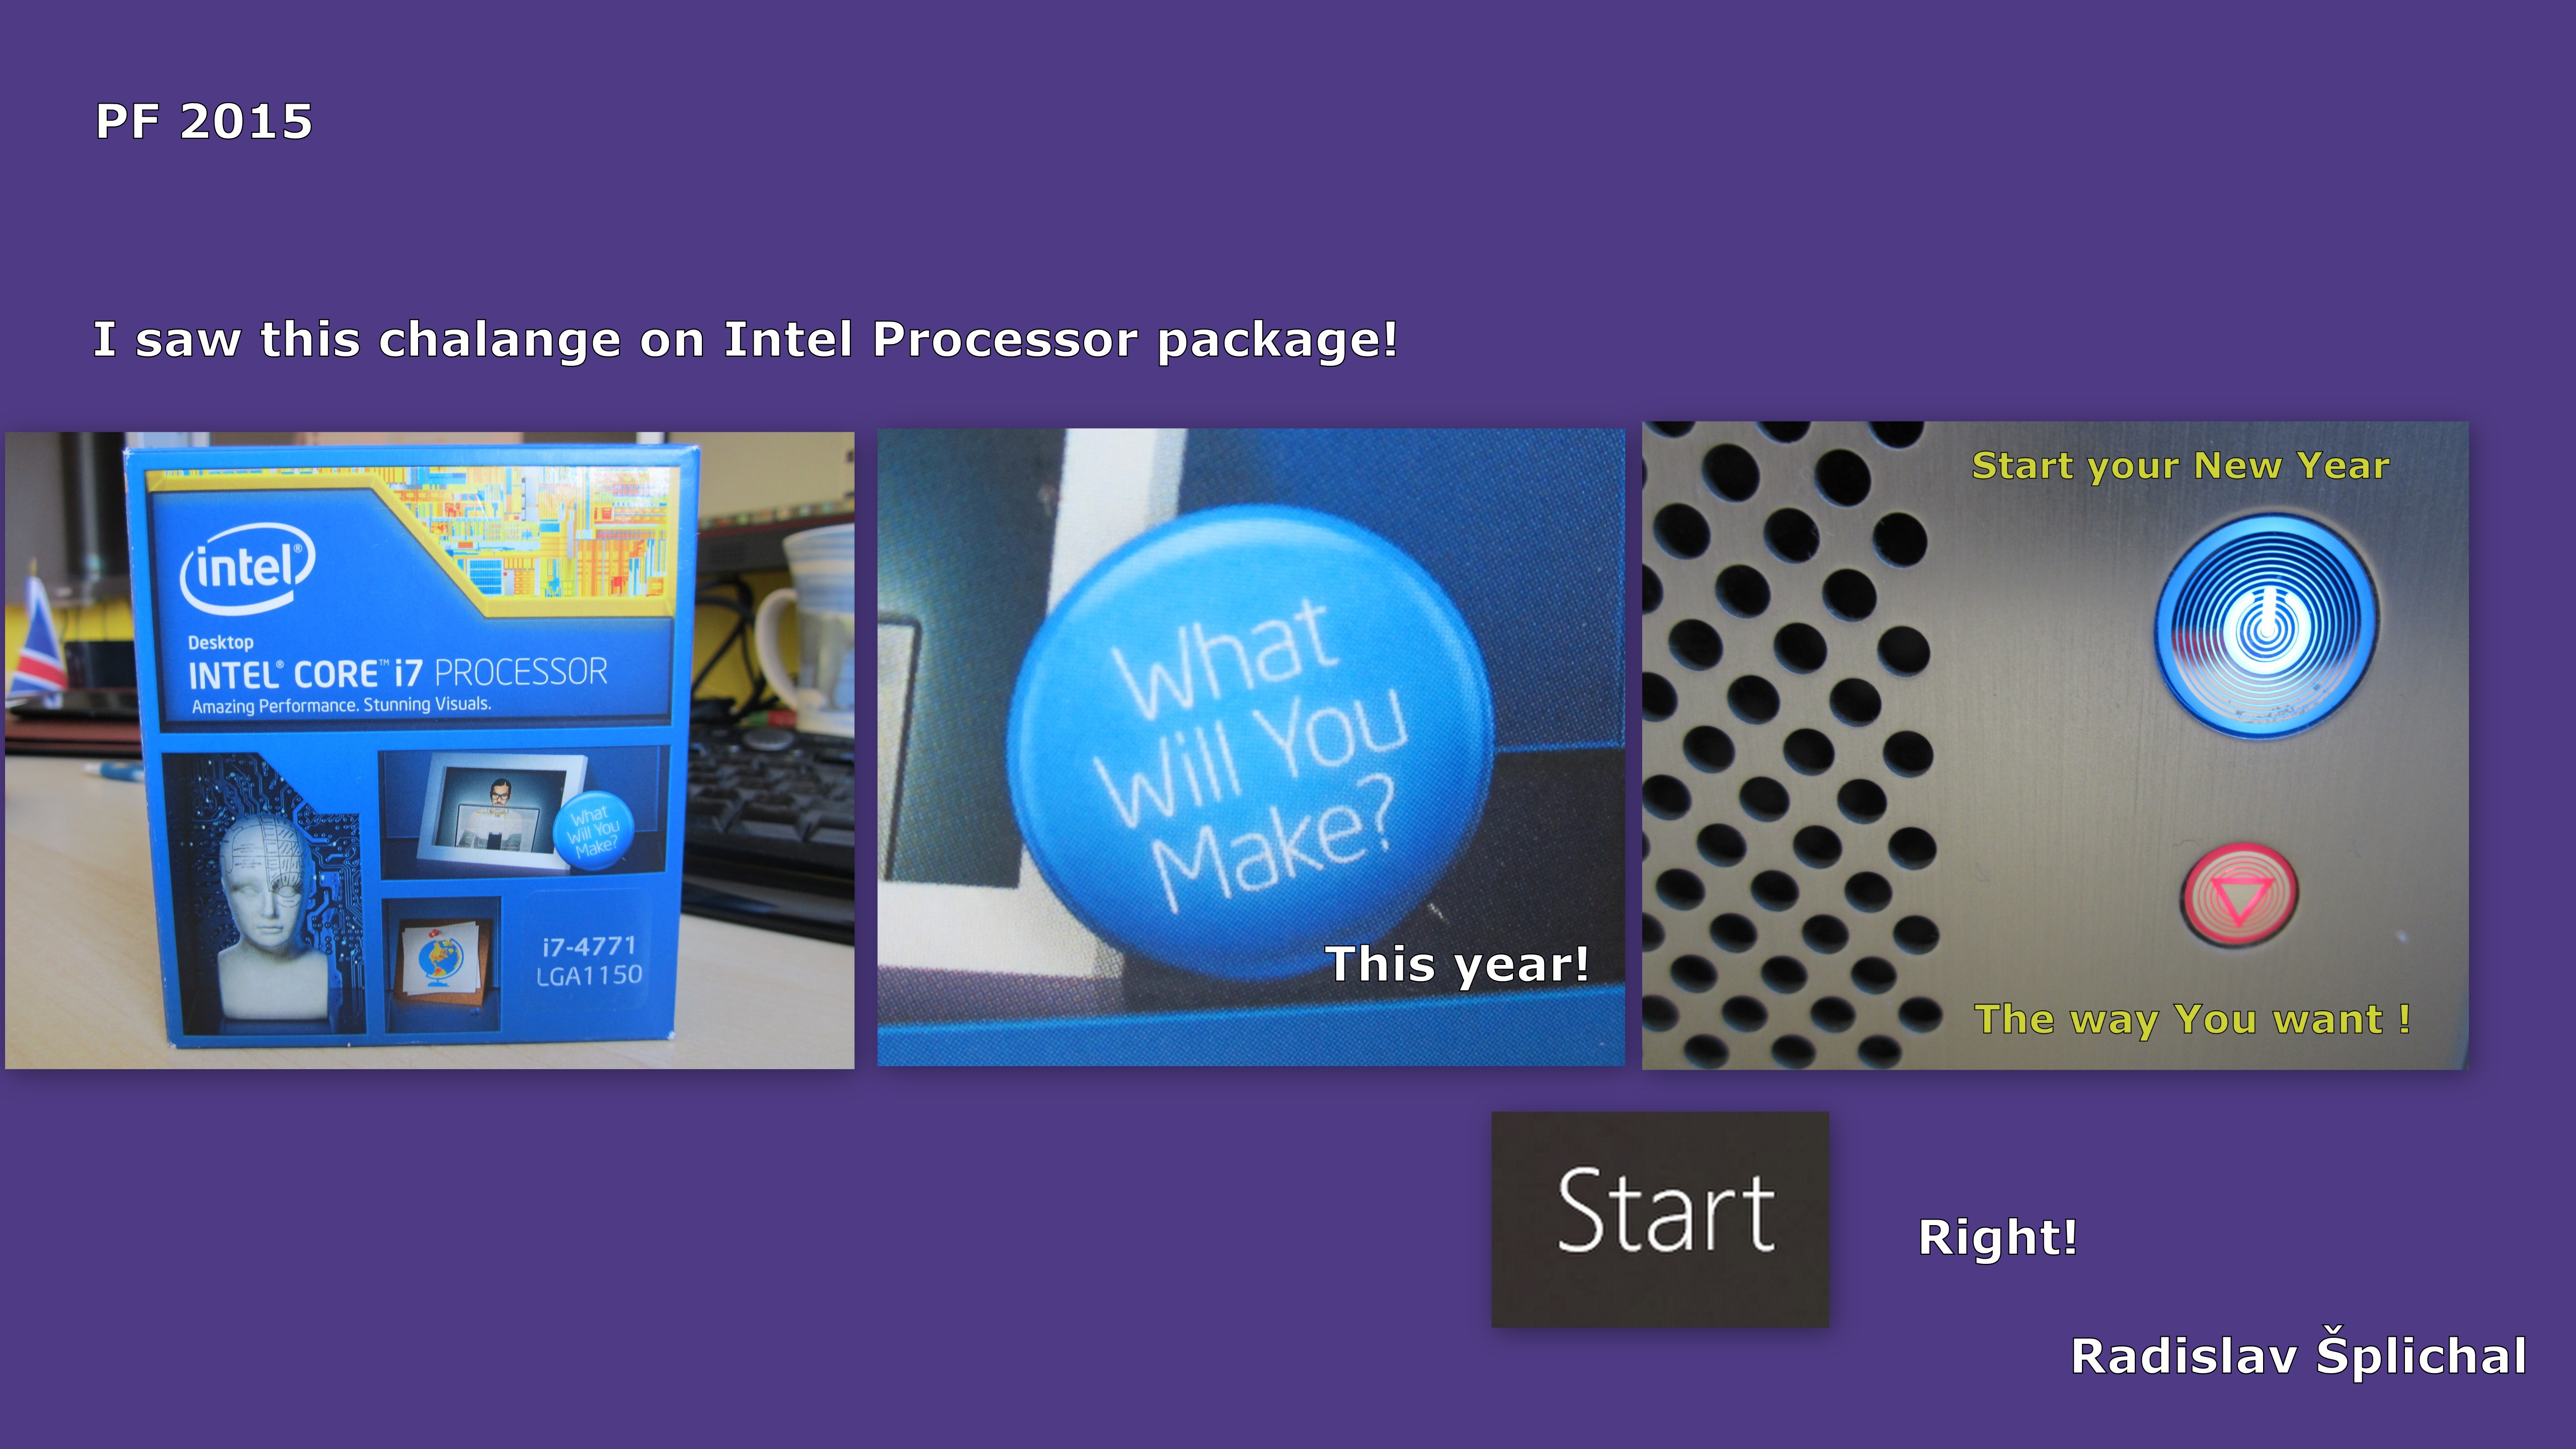 PF 2015
I saw this chalange on Intel Processor package!
intel®
Desktop
INTEL® CORE™ i7 PROCESSOR
Amazing Performance. Stunning Visuals.
What
Will You
Make?
i7-4771
LGA1150
What
Will You
Make?
This year!
Start your New Year
The way You want !
Start
Right!
Radislav Šplichal